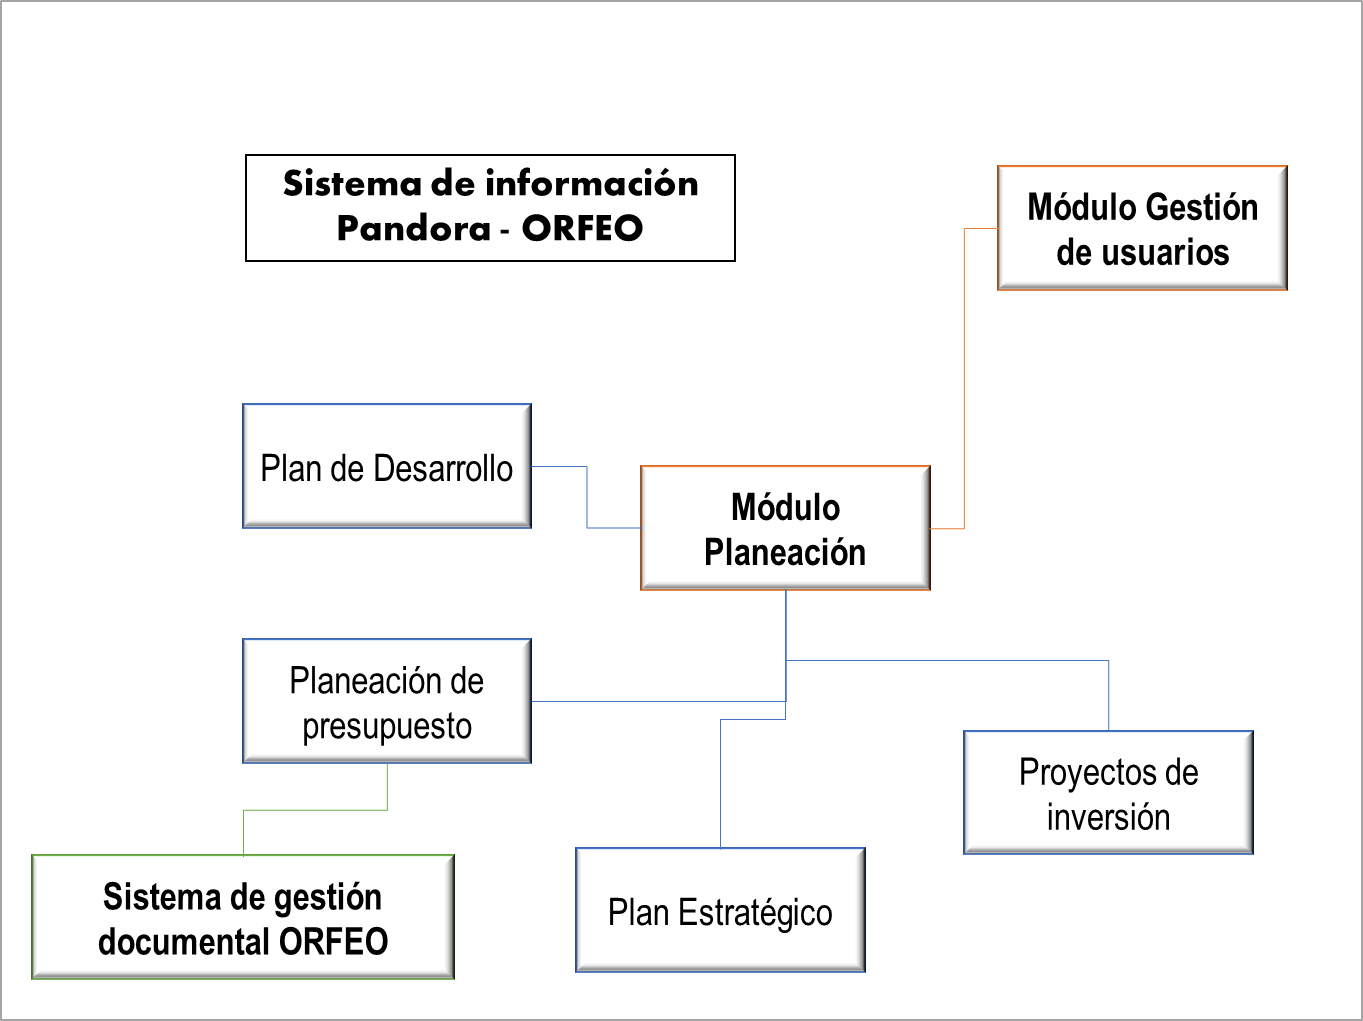 Sistema de información
Pandora - ORFEO
Módulo Gestión
de usuarios
Plan de Desarrollo
Módulo
Planeación
Planeación de
presupuesto
Proyectos de
inversión
Sistema de gestión
documental ORFEO
Plan Estratégico